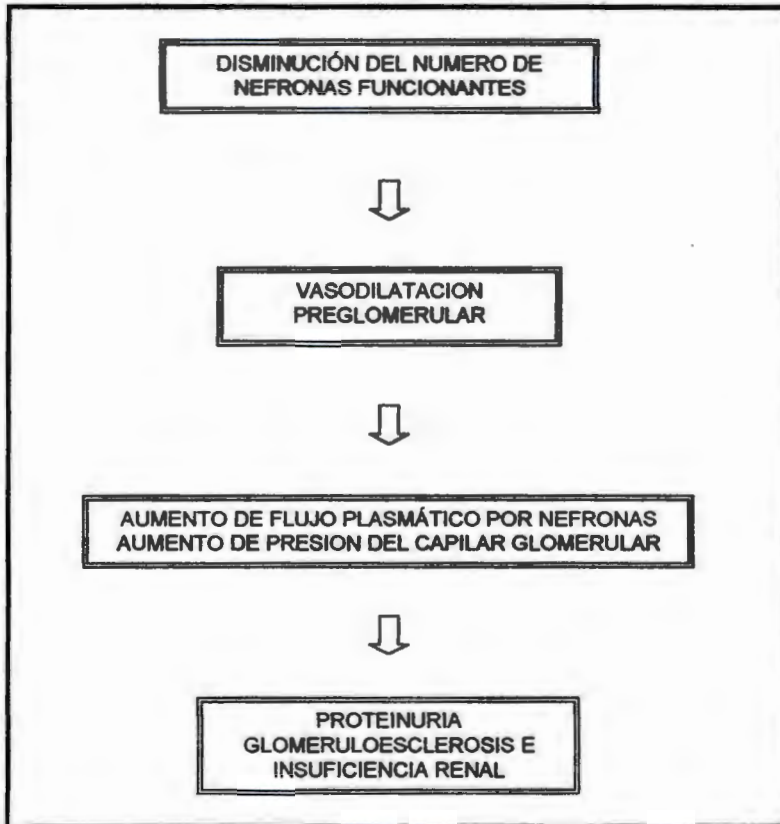 DISMINUCIÓN DEL NUMERO DE
NEFRONAS FUNCIONANTES
VASODILATACION
PREGLOMERULAR
AUMENTO DE FLUJO PLASMÁTICO POR NEFRONAS
AUMENTO DE PRESION DEL CAPILAR GLOMERULAR
PROTEINURIA
GLOMERULOESCLEROSIS E
INSUFICIENCIA RENAL